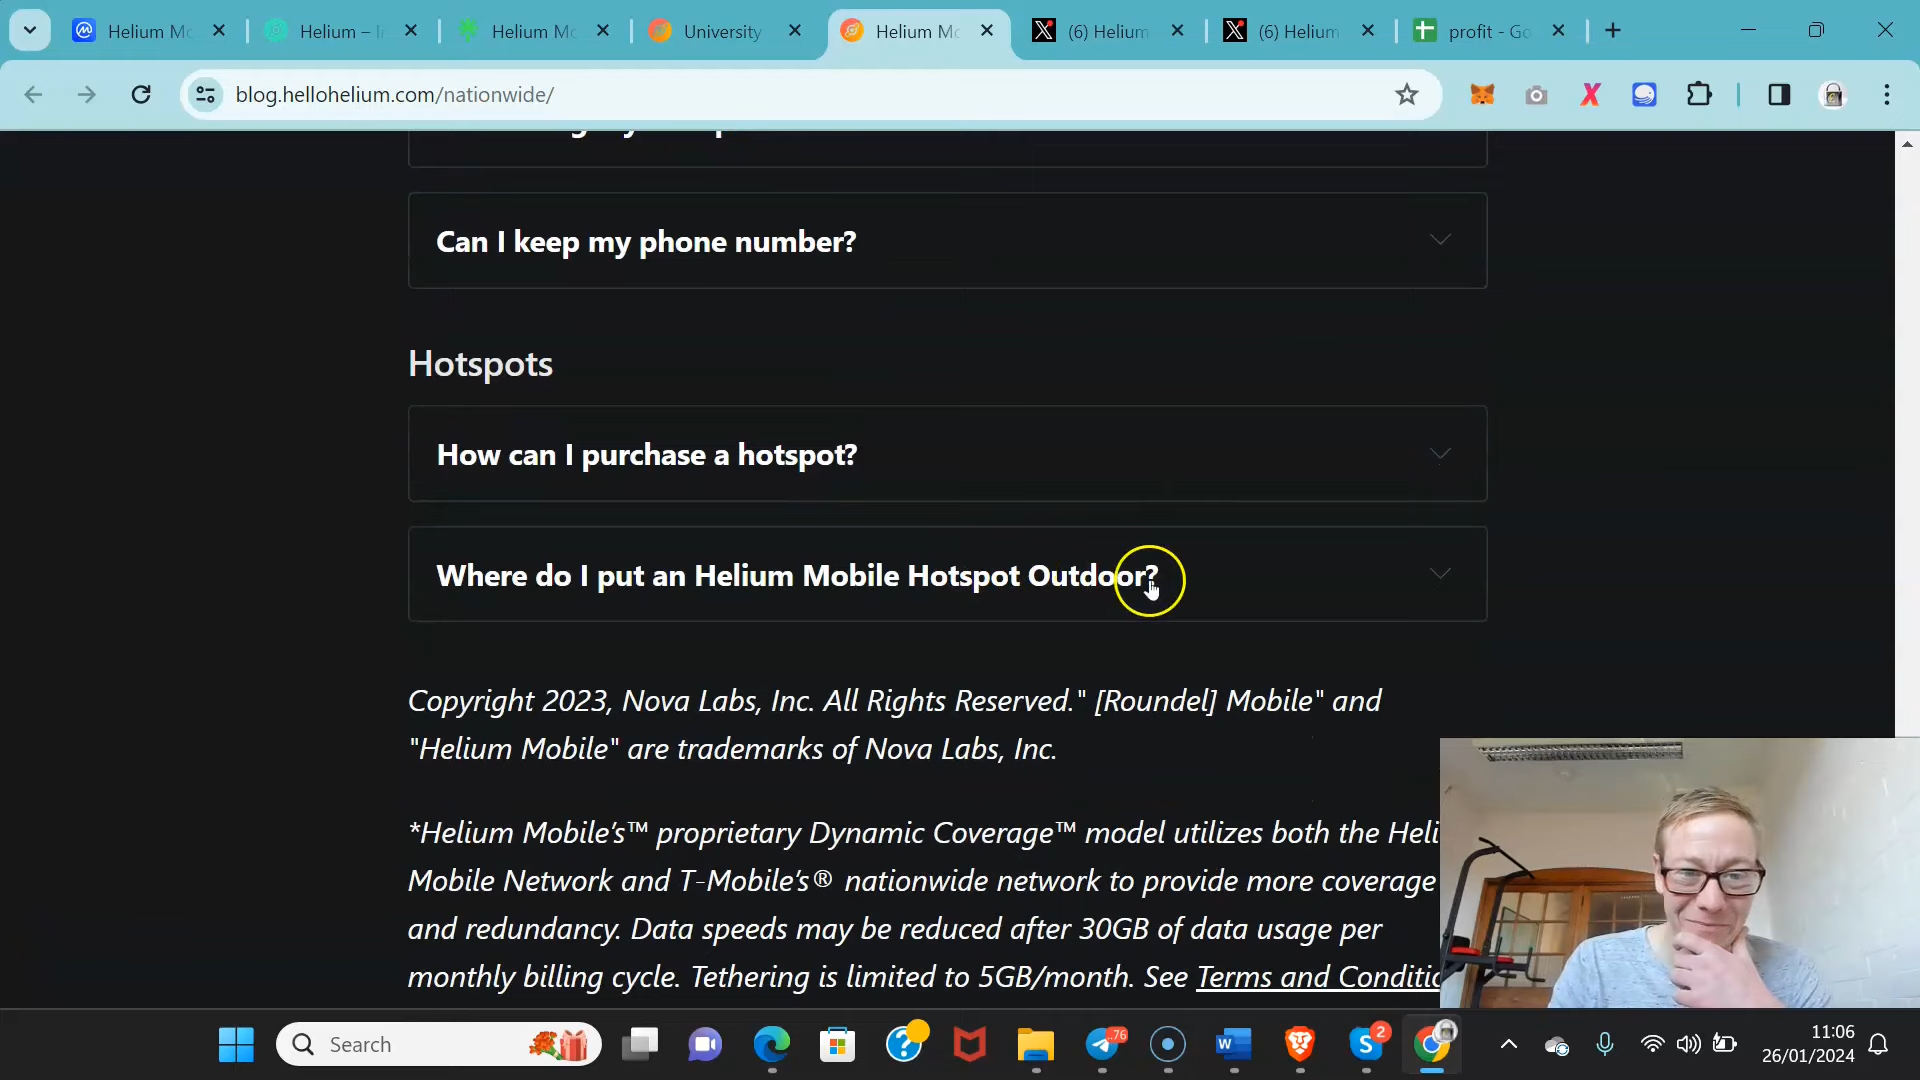 Helium Mo
Helium – I
Helium Mo
University
Helium Mo
(6) Helium
(6) Helium
profit - Go
blog.hellohelium.com/nationwide/
Can I keep my phone number?
Hotspots
How can I purchase a hotspot?
Where do I put an Helium Mobile Hotspot Outdoor?
Copyright 2023, Nova Labs, Inc. All Rights Reserved." [Roundel] Mobile" and
"Helium Mobile" are trademarks of Nova Labs, Inc.
*Helium Mobile's™ proprietary Dynamic Coverage™ model utilizes both the Heli
Mobile Network and T-Mobile's® nationwide network to provide more coverage
and redundancy. Data speeds may be reduced after 30GB of data usage per
monthly billing cycle. Tethering is limited to 5GB/month. See Terms and Conditio
Search
.76
2
11:06
26/01/2024